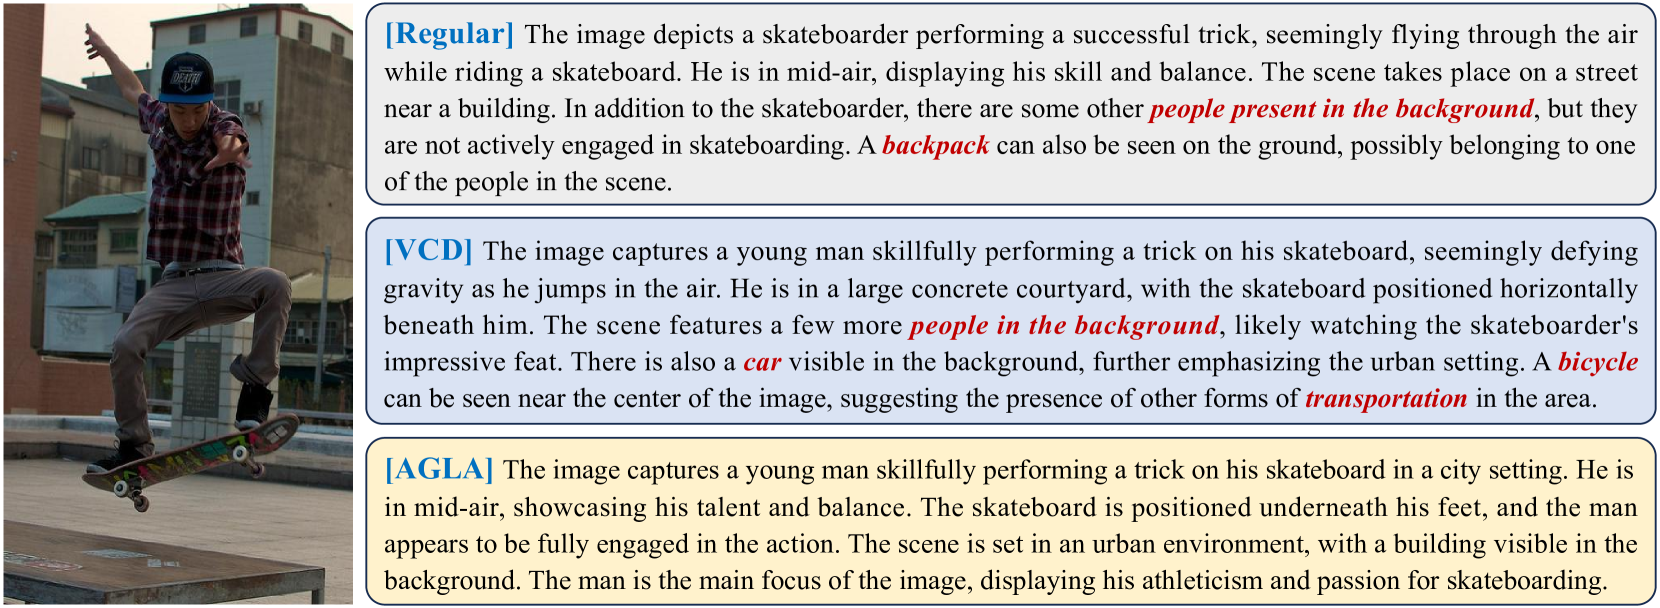 DEATH
[Regular] The image depicts a skateboarder performing a successful trick, seemingly flying through the air
while riding a skateboard. He is in mid-air, displaying his skill and balance. The scene takes place on a street
near a building. In addition to the skateboarder, there are some other people present in the background, but they
are not actively engaged in skateboarding. A backpack can also be seen on the ground, possibly belonging to one
of the people in the scene.
[VCD] The image captures a young man skillfully performing a trick on his skateboard, seemingly defying
gravity as he jumps in the air. He is in a large concrete courtyard, with the skateboard positioned horizontally
beneath him. The scene features a few more people in the background, likely watching the skateboarder's
impressive feat. There is also a car visible in the background, further emphasizing the urban setting. A bicycle
can be seen near the center of the image, suggesting the presence of other forms of transportation in the area.
[AGLA] The image captures a young man skillfully performing a trick on his skateboard in a city setting. He is
in mid-air, showcasing his talent and balance. The skateboard is positioned underneath his feet, and the man
appears to be fully engaged in the action. The scene is set in an urban environment, with a building visible in the
background. The man is the main focus of the image, displaying his athleticism and passion for skateboarding.